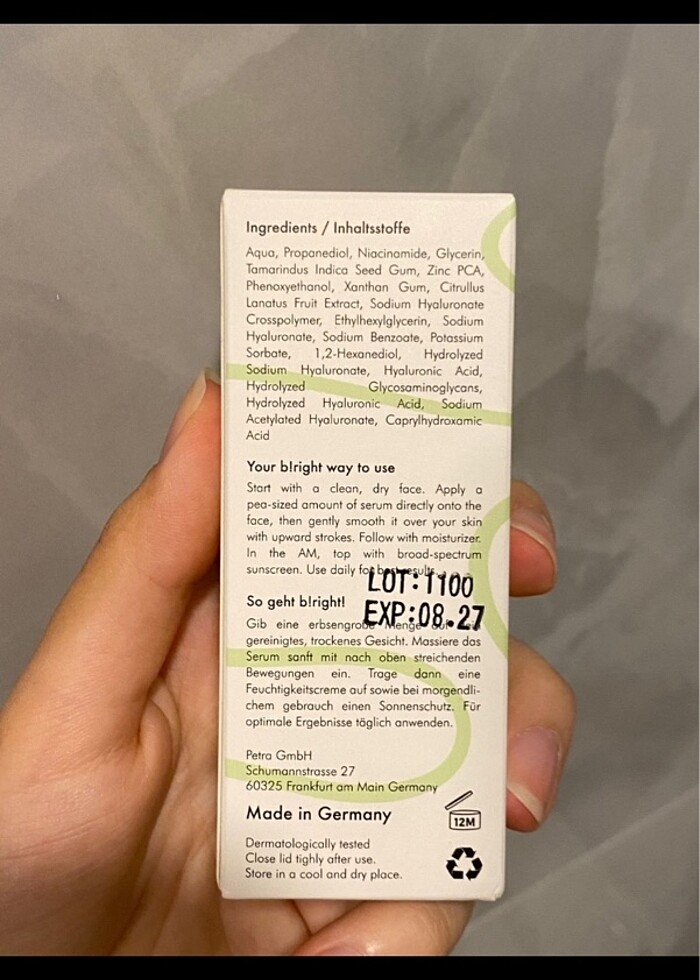 Ingredients / Inhaltsstoffe
Aqua, Propanediol, Niacinamide, Glycerin,
Tamarindus Indica Seed Gum, Zinc PCA,
Phenoxyethanol, Xanthan Gum, Citrullus
Lanatus Fruit Extract, Sodium Hyaluronate
Crosspolymer, Ethylhexylglycerin, Sodium
Hyaluronate, Sodium Benzoate, Potassium
Sorbate, 1,2-Hexanediol, Hydrolyzed
Sodium Hyaluronate, Hyaluronic Acid,
Hydrolyzed Glycosaminoglycans,
Hydrolyzed Hyaluronic Acid, Sodium
Acetylated Hyaluronate, Caprylhydroxamic
Acid
Your b!right way to use
Start with a clean, dry face. Apply a
pea-sized amount of serum directly onto the
face, then gently smooth it over your skin
with upward strokes. Follow with moisturizer.
In the AM, top with broad-spectrum
sunscreen. Use daily for best results.
LOT:1100
EXP:08.27
So geht b!right!
Gib eine erbsengroße Menge auf
gereinigtes, trockenes Gesicht. Massiere das
Serum sanft mit nach oben streichenden
Bewegungen ein. Trage dann eine
Feuchtigkeitscreme auf sowie bei morgendli-
chem gebrauch einen Sonnenschutz. Für
optimale Ergebnisse täglich anwenden.
Petra GmbH
Schumannstrasse 27
60325 Frankfurt am Main Germany
Made in Germany
12M
Dermatologically tested
Close lid tighly after use.
Store in a cool and dry place.